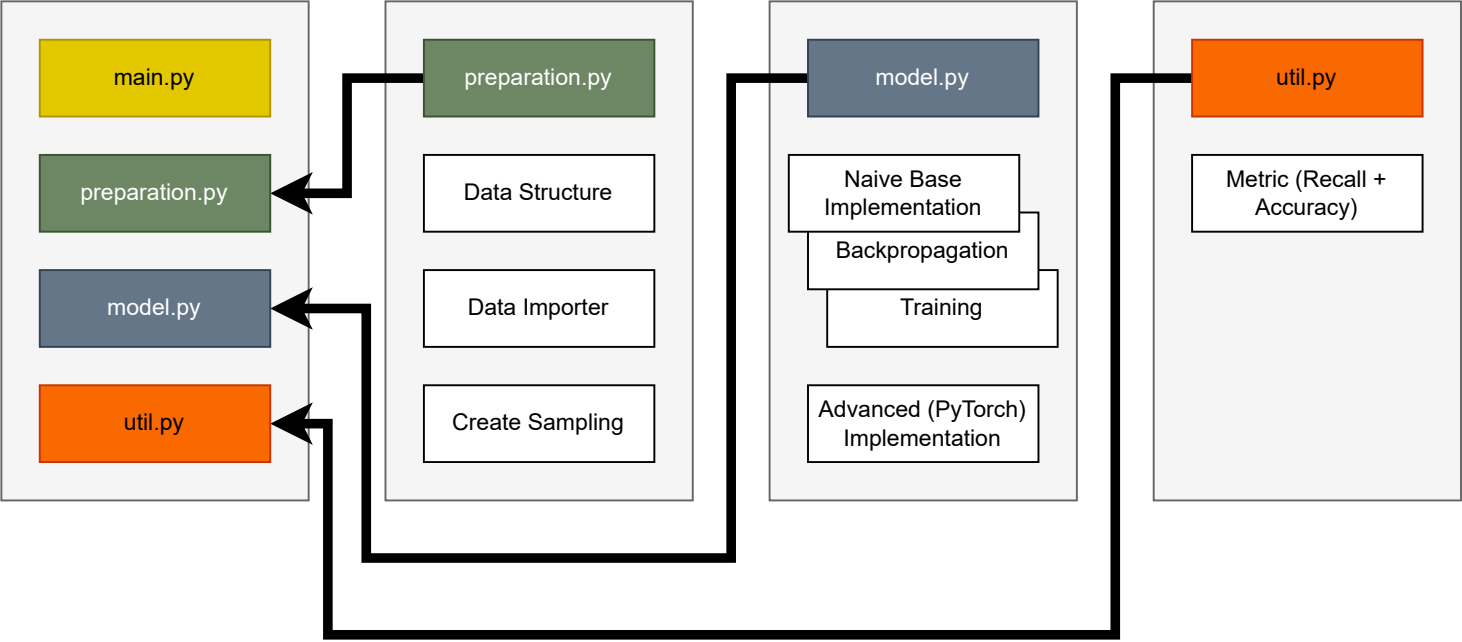 main.py
preparation.py
model.py
util.py
preparation.py
Data Structure
Data Importer
Create Sampling
model.py
Naive Base
Implementation
Backpropagation
Training
Advanced (PyTorch)
Implementation
util.py
Metric (Recall +
Accuracy)